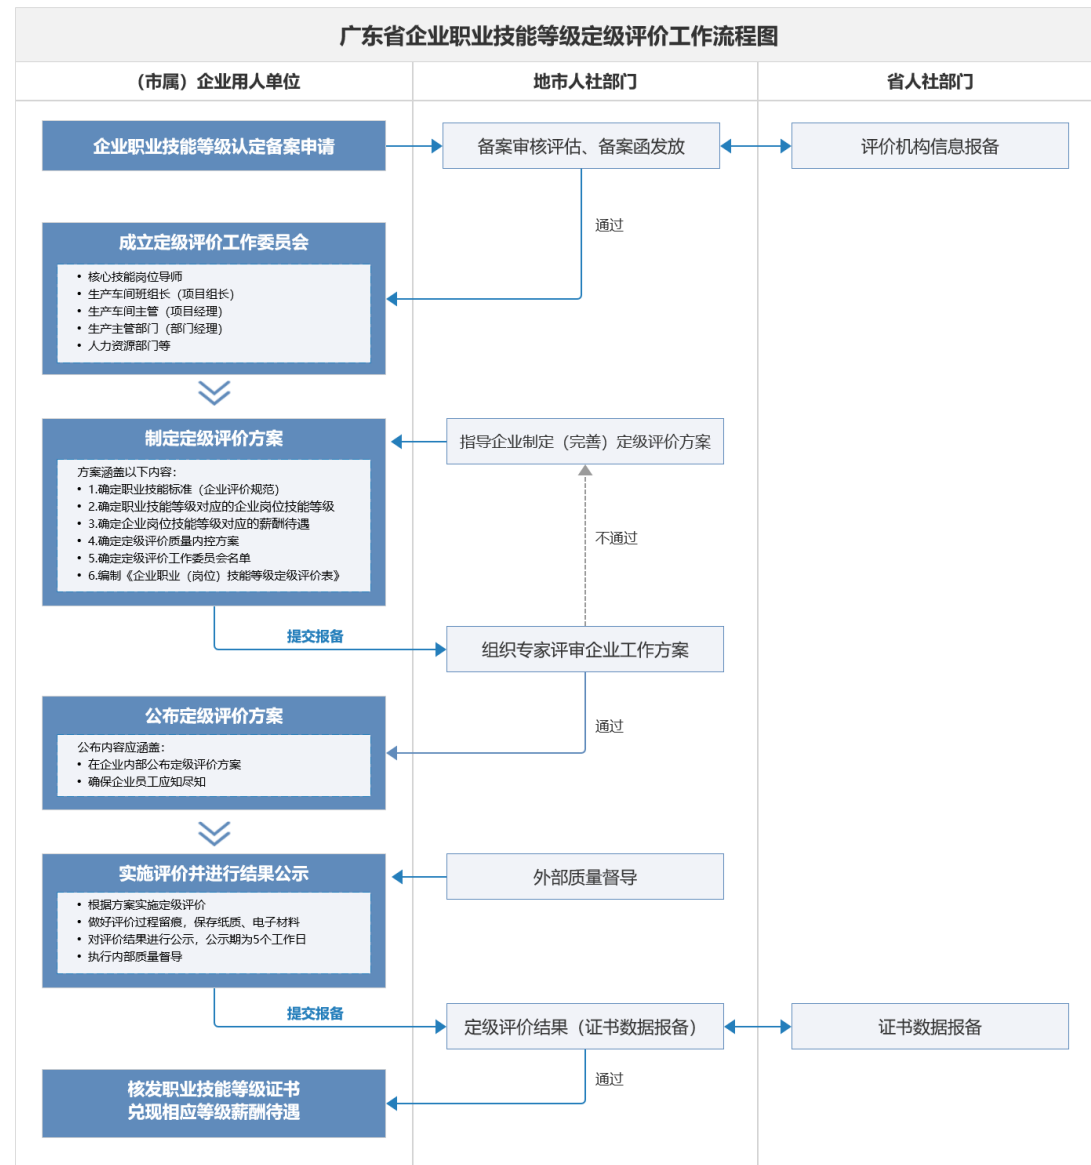 广东省企业职业技能等级定级评价工作流程图
（市属）企业用人单位
地市人社部门
省人社部门
企业职业技能等级认定备案申请
备案审核评估、备案函发放
评价机构信息报备
通过
成立定级评价工作委员会
• 核心技能岗位导师
• 生产车间班组长（项目组长）
• 生产车间主管（项目经理）
• 生产主管部门（部门经理）
• 人力资源部门等
制定定级评价方案
指导企业制定（完善）定级评价方案
方案涵盖以下内容：
• 1.确定职业技能标准（企业评价规范）
• 2.确定职业技能等级对应的企业岗位技能等级
• 3.确定企业岗位技能等级对应的薪酬待遇
• 4.确定定级评价质量内控方案
• 5.确定定级评价工作委员会名单
• 6.编制《企业职业（岗位）技能等级定级评价表》
不通过
提交报备
组织专家评审企业工作方案
通过
公布定级评价方案
公布内容应涵盖：
• 在企业内部公布定级评价方案
• 确保企业员工应知尽知
实施评价并进行结果公示
外部质量督导
• 根据方案实施定级评价
• 做好评价过程留痕，保存纸质、电子材料
• 对评价结果进行公示，公示期为5个工作日
• 执行内部质量督导
提交报备
定级评价结果（证书数据报备）
证书数据报备
通过
核发职业技能等级证书
兑现相应等级薪酬待遇